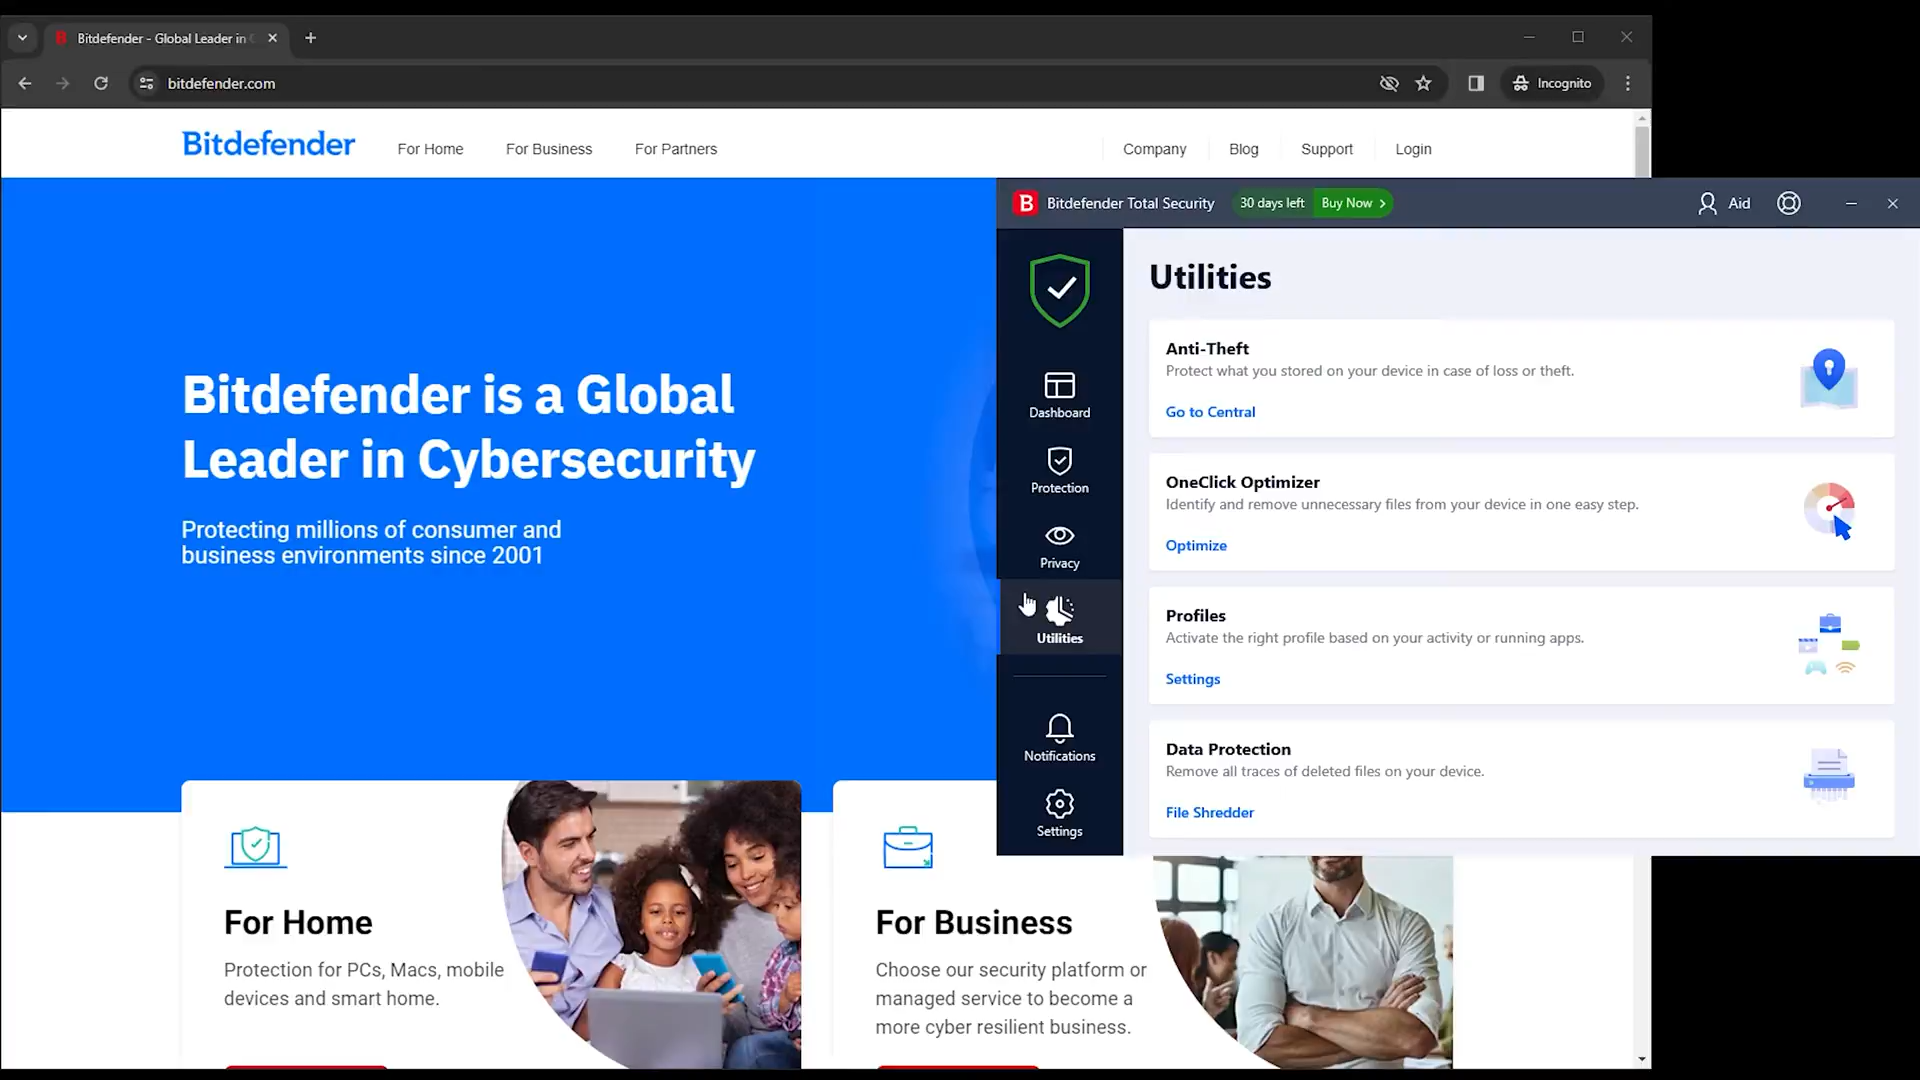 Bitdefender - Global Leader in C
bitdefender.com
Incognito
Bitdefender
For Home
For Business
For Partners
Company
Blog
Support
Login
Bitdefender is a Global
Leader in Cybersecurity
Protecting millions of consumer and
business environments since 2001
For Home
Protection for PCs, Macs, mobile
devices and smart home.
For Business
Choose our security platform or
managed service to become a
more cyber resilient business.
B
Bitdefender Total Security
30 days left
Buy Now
Aid
Dashboard
Protection
Privacy
Utilities
Notifications
Settings
Utilities
Anti-Theft
Protect what you stored on your device in case of loss or theft.
Go to Central
OneClick Optimizer
Identify and remove unnecessary files from your device in one easy step.
Optimize
Profiles
Activate the right profile based on your activity or running apps.
Settings
Data Protection
Remove all traces of deleted files on your device.
File Shredder